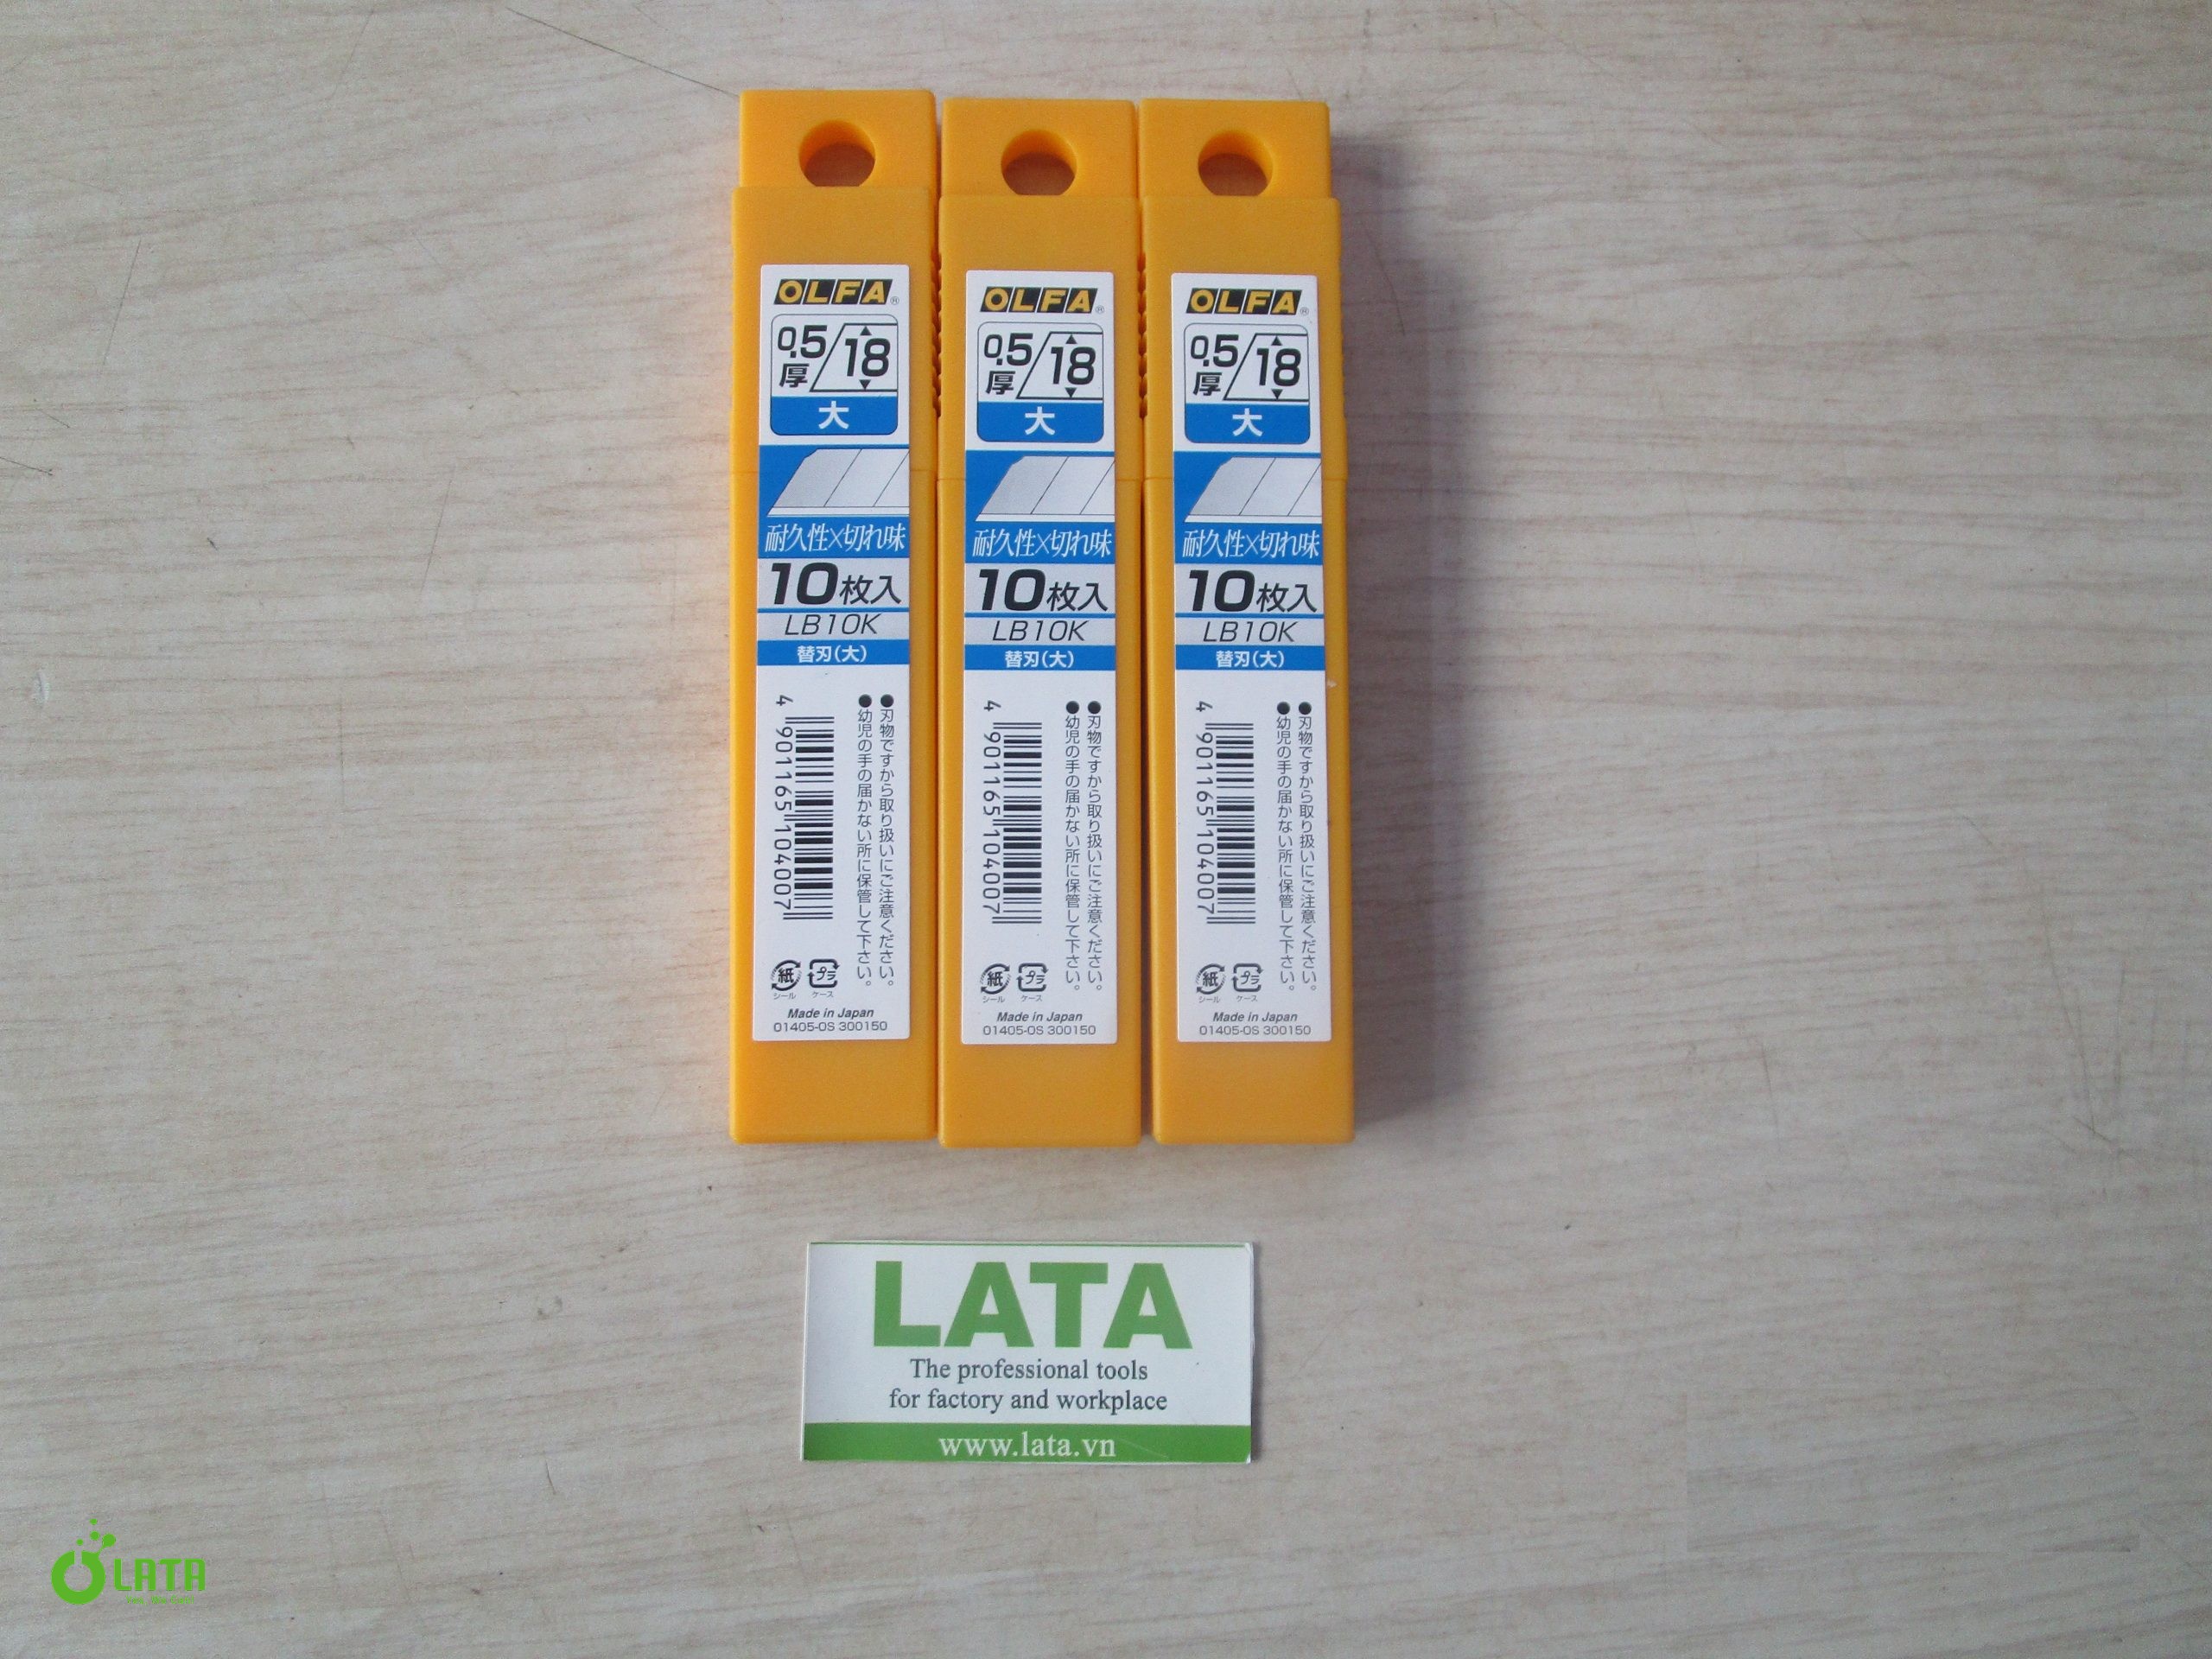 OLFA®
0.5
厚
18
大
耐久性×切れ味
10枚入
LB10K
替刃(大)
●刃物ですから取り扱いにご注意ください。
●幼児の手の届かない所に保管して下さい。
4 901165 104007
紙
シール
プラ
ケース
Made in Japan
01405-0S 300150
OLFA®
0.5
厚
18
大
耐久性×切れ味
10枚入
LB10K
替刃(大)
●刃物ですから取り扱いにご注意ください。
●幼児の手の届かない所に保管して下さい。
4 901165 104007
紙
シール
プラ
ケース
Made in Japan
01405-0S 300150
OLFA®
0.5
厚
18
大
耐久性×切れ味
10枚入
LB10K
替刃(大)
●刃物ですから取り扱いにご注意ください。
●幼児の手の届かない所に保管して下さい。
4 901165 104007
紙
シール
プラ
ケース
Made in Japan
01405-0S 300150
LATA
The professional tools
for factory and workplace
www.lata.vn
LATA